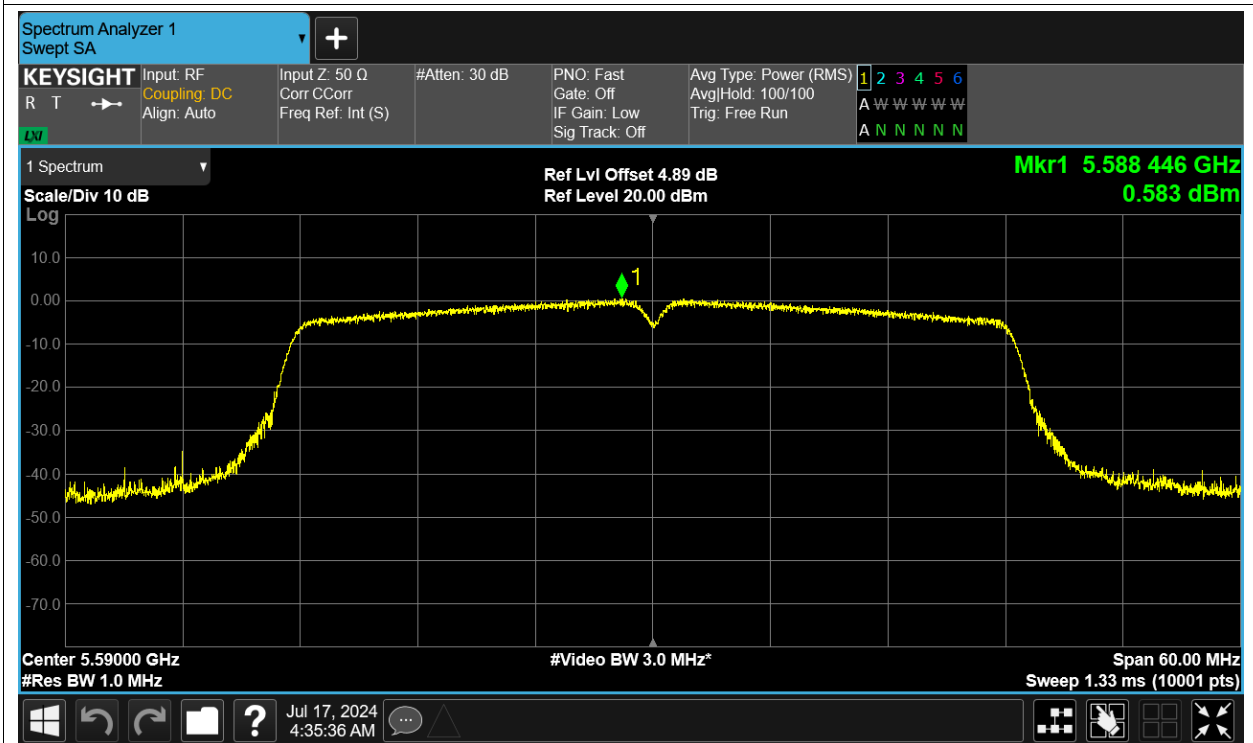 Spectrum Analyzer 1
Swept SA
KEYSIGHT
R T
LXI
Input: RF
Coupling: DC
Align: Auto
Input Z: 50 Ω
Corr CCorr
Freq Ref: Int (S)
#Atten: 30 dB
PNO: Fast
Gate: Off
IF Gain: Low
Sig Track: Off
Avg Type: Power (RMS)
Avg|Hold: 100/100
Trig: Free Run
1 2 3 4 5 6
A W W W W W
A N N N N N
1 Spectrum
Scale/Div 10 dB
Log
Ref Lvl Offset 4.89 dB
Ref Level 20.00 dBm
Mkr1 5.588 446 GHz
0.583 dBm
1
10.0
0.00
-10.0
-20.0
-30.0
-40.0
-50.0
-60.0
-70.0
Center 5.59000 GHz
#Res BW 1.0 MHz
#Video BW 3.0 MHz*
Span 60.00 MHz
Sweep 1.33 ms (10001 pts)
?
Jul 17, 2024
4:35:36 AM